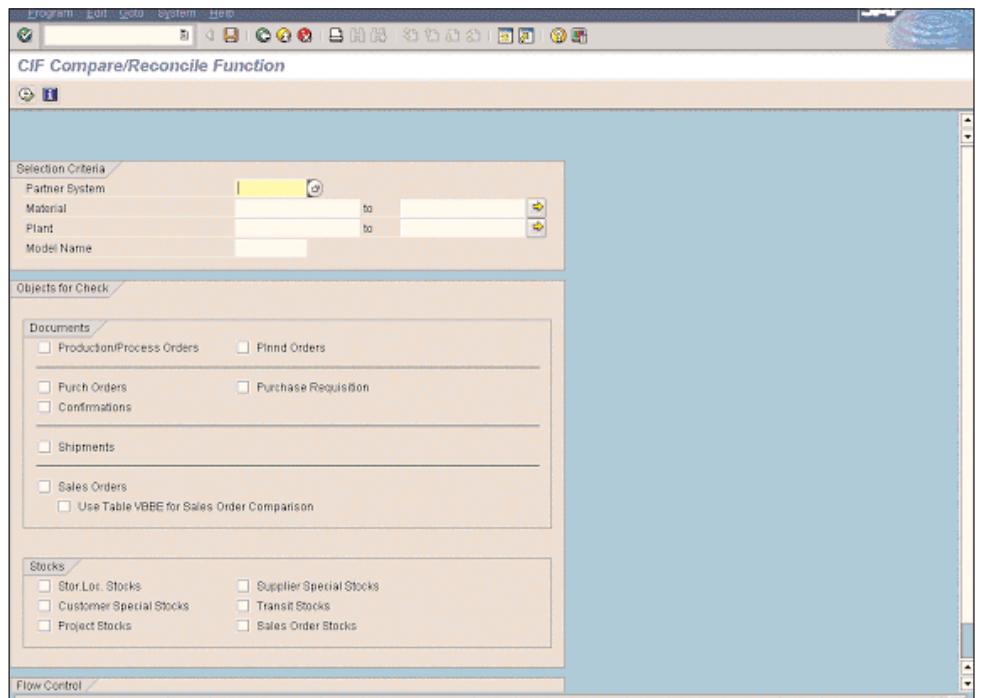 Program Edit Goto System Help
CIF Compare/Reconcile Function
Selection Criteria
Partner System
Material to
Plant to
Model Name
Objects for Check
Documents
Production/Process Orders Plnnd Orders
Purch Orders Purchase Requisition
Confirmations
Shipments
Sales Orders
Use Table VBBE for Sales Order Comparison
Stocks
Stor.Loc. Stocks Supplier Special Stocks
Customer Special Stocks Transit Stocks
Project Stocks Sales Order Stocks
Flow Control